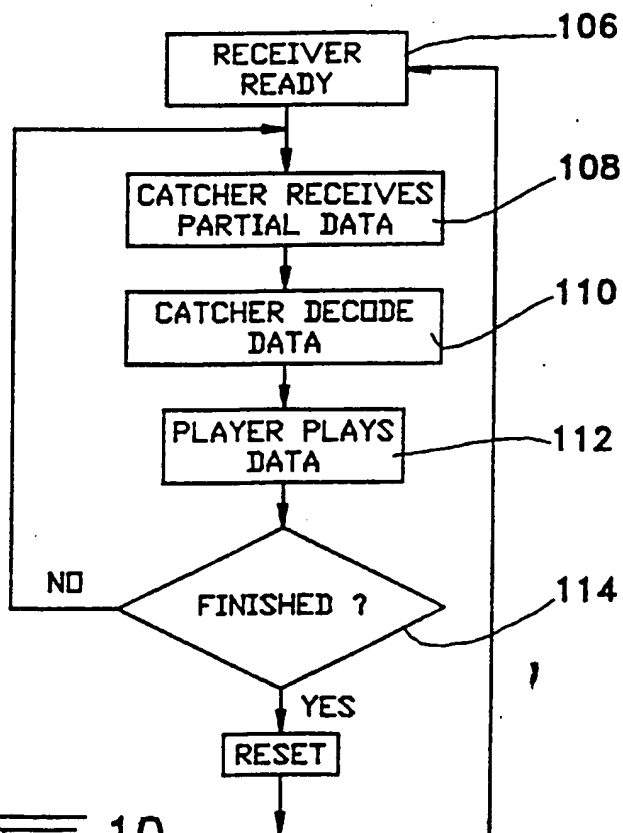 106
RECEIVER
READY
108
CATCHER RECEIVES
PARTIAL DATA
110
CATCHER DECODE
DATA
112
PLAYER PLAYS
DATA
NO
FINISHED ?
114
YES
RESET
10